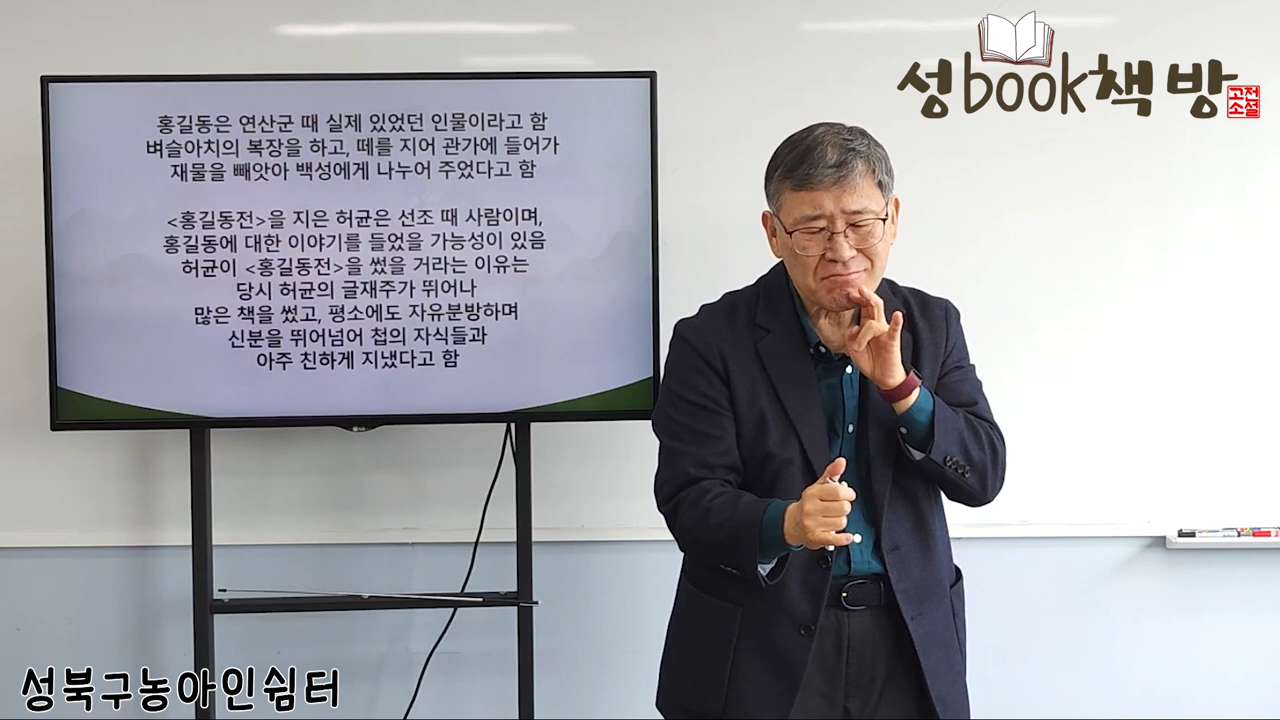 성book책방
고전
소설
홍길동은 연산군 때 실제 있었던 인물이라고 함
벼슬아치의 복장을 하고, 떼를 지어 관가에 들어가
재물을 빼앗아 백성에게 나누어 주었다고 함
<홍길동전>을 지은 허균은 선조 때 사람이며,
홍길동에 대한 이야기를 들었을 가능성이 있음
허균이 <홍길동전>을 썼을 거라는 이유는
당시 허균의 글재주가 뛰어나
많은 책을 썼고, 평소에도 자유분방하며
신분을 뛰어넘어 첩의 자식들과
아주 친하게 지냈다고 함
성북구농아인쉼터